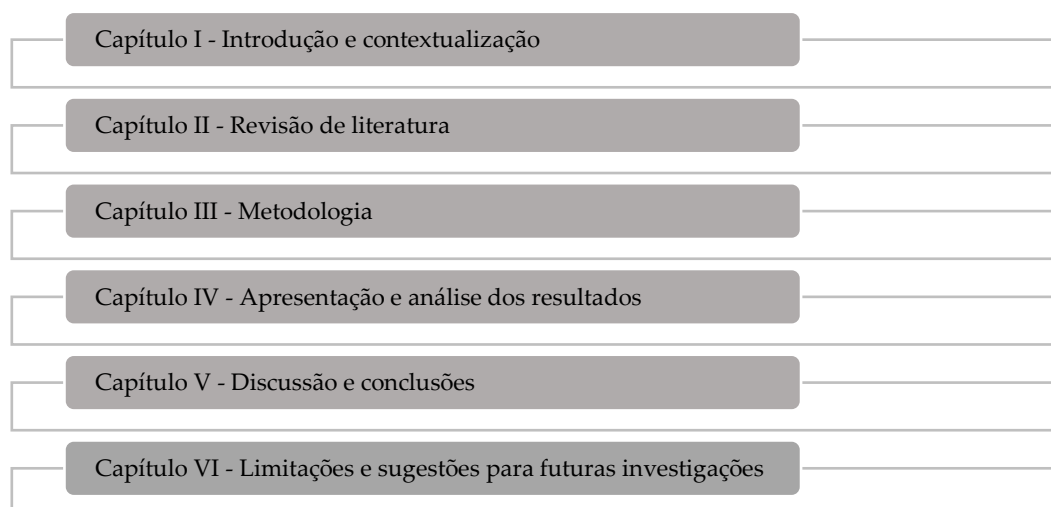 Capítulo I - Introdução e contextualização
Capítulo II - Revisão de literatura
Capítulo III - Metodologia
Capítulo IV - Apresentação e análise dos resultados
Capítulo V - Discussão e conclusões
Capítulo VI - Limitações e sugestões para futuras investigações